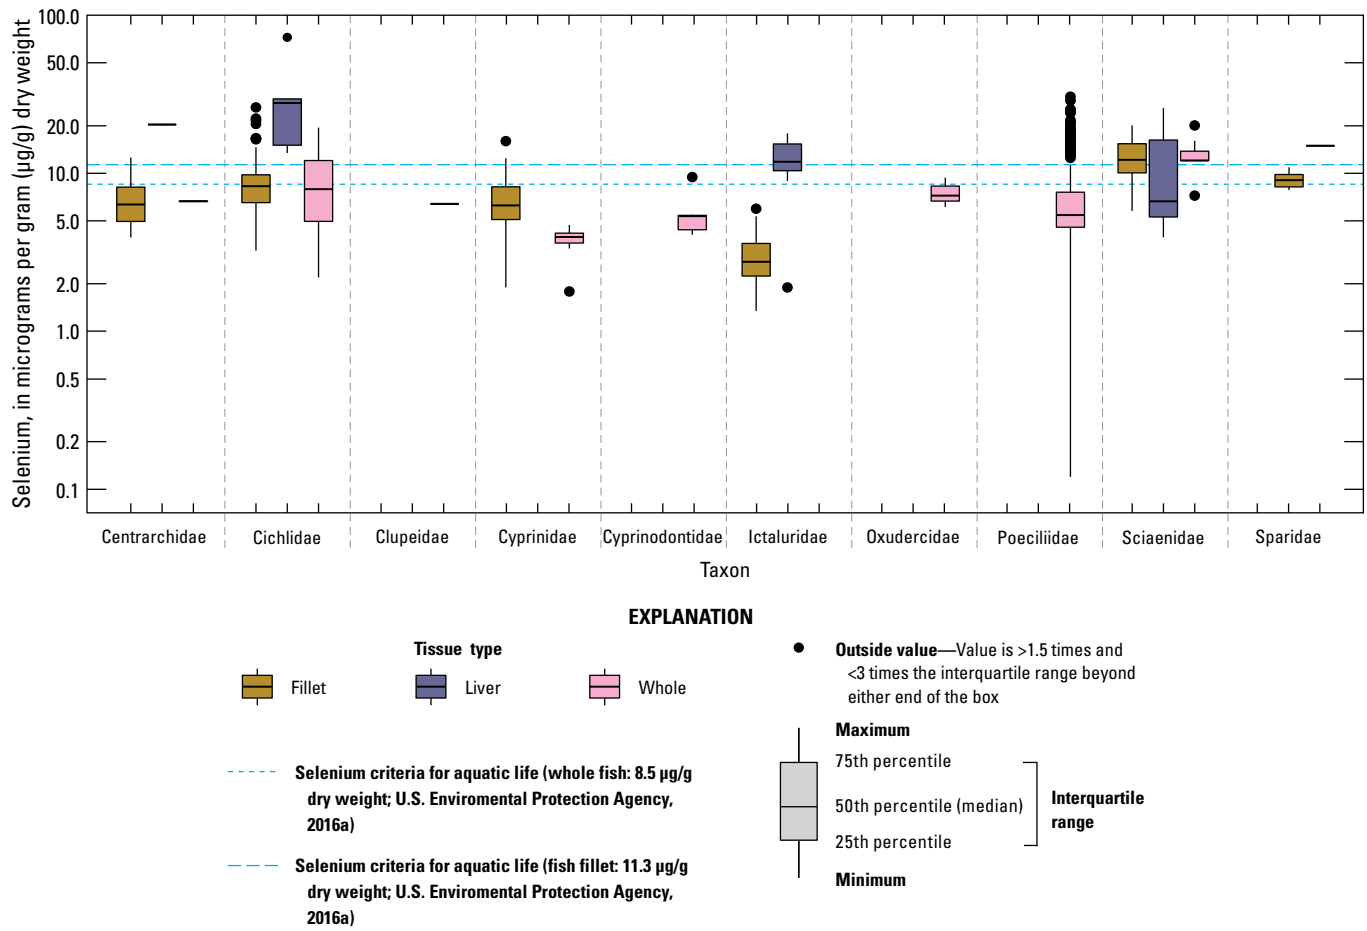 Selenium, in micrograms per gram (µg/g) dry weight
100.0
50.0
20.0
10.0
5.0
2.0
1.0
0.5
0.2
0.1
Centrarchidae
Cichlidae
Clupeidae
Cyprinidae
Cyprinodontidae
Ictaluridae
Oxudercidae
Poeciliidae
Sciaenidae
Sparidae
Taxon
EXPLANATION
Tissue type
Fillet
Liver
Whole
Selenium criteria for aquatic life (whole fish: 8.5 µg/g
dry weight; U.S. Enviromental Protection Agency,
2016a)
Selenium criteria for aquatic life (fish fillet: 11.3 µg/g
dry weight; U.S. Enviromental Protection Agency,
2016a)
Outside value—Value is >1.5 times and
<3 times the interquartile range beyond
either end of the box
Maximum
75th percentile
50th percentile (median)
25th percentile
Minimum
Interquartile
range